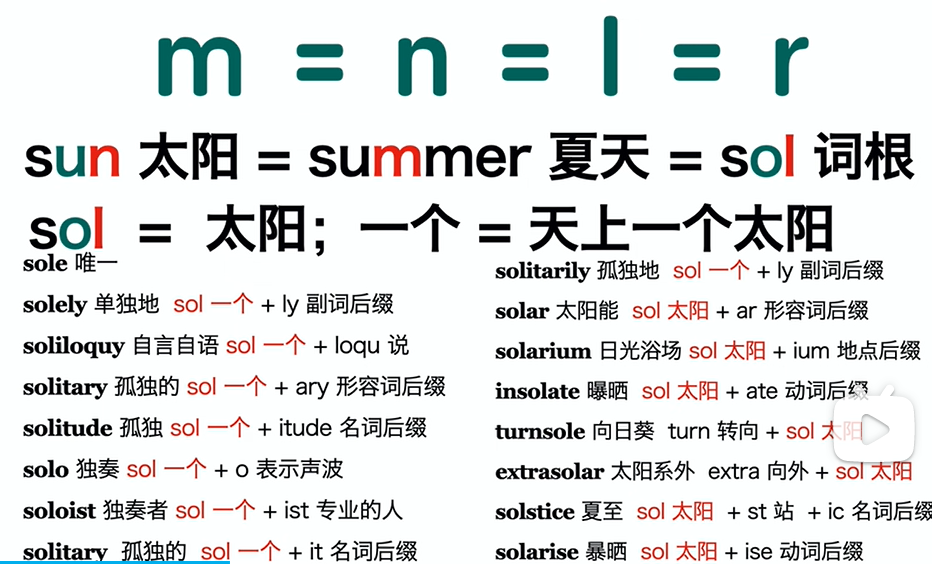 m = n = l = r
sun 太阳 = summer 夏天 = sol 词根
sol = 太阳；一个 = 天上一个太阳
sole 唯一
solely 单独地 sol 一个 + ly 副词后缀
soliloquy 自言自语 sol 一个 + loqu 说
solitary 孤独的 sol 一个 + ary 形容词后缀
solitude 孤独 sol 一个 + itude 名词后缀
solo 独奏 sol 一个 + o 表示声波
soloist 独奏者 sol 一个 + ist 专业的人
solitary 孤独的 sol 一个 + it 名词后缀
solitarily 孤独地 sol 一个 + ly 副词后缀
solar 太阳能 sol 太阳 + ar 形容词后缀
solarium 日光浴场 sol 太阳 + ium 地点后缀
insolate 曝晒 sol 太阳 + ate 动词后缀
turnsole 向日葵 turn 转向 + sol 太阳
extrasolar 太阳系外 extra 向外 + sol 太阳
solstice 夏至 sol 太阳 + st 站 + ic 名词后缀
solarise 暴晒 sol 太阳 + ise 动词后缀